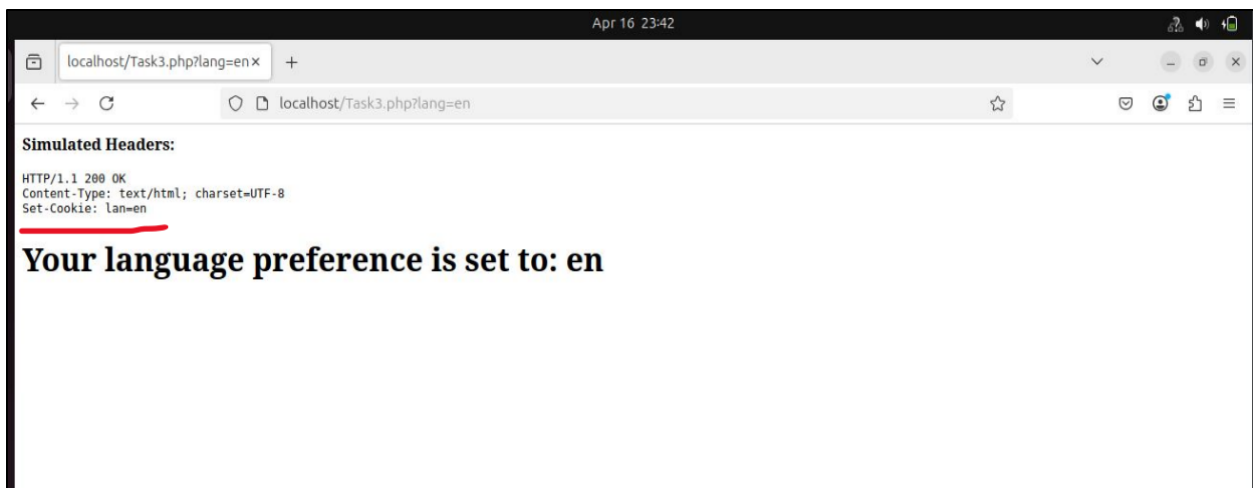 Apr 16 23:42
localhost/Task3.php?lang=en
localhost/Task3.php?lang=en
Simulated Headers:
HTTP/1.1 200 OK
Content-Type: text/html; charset=UTF-8
Set-Cookie: lan=en
Your language preference is set to: en